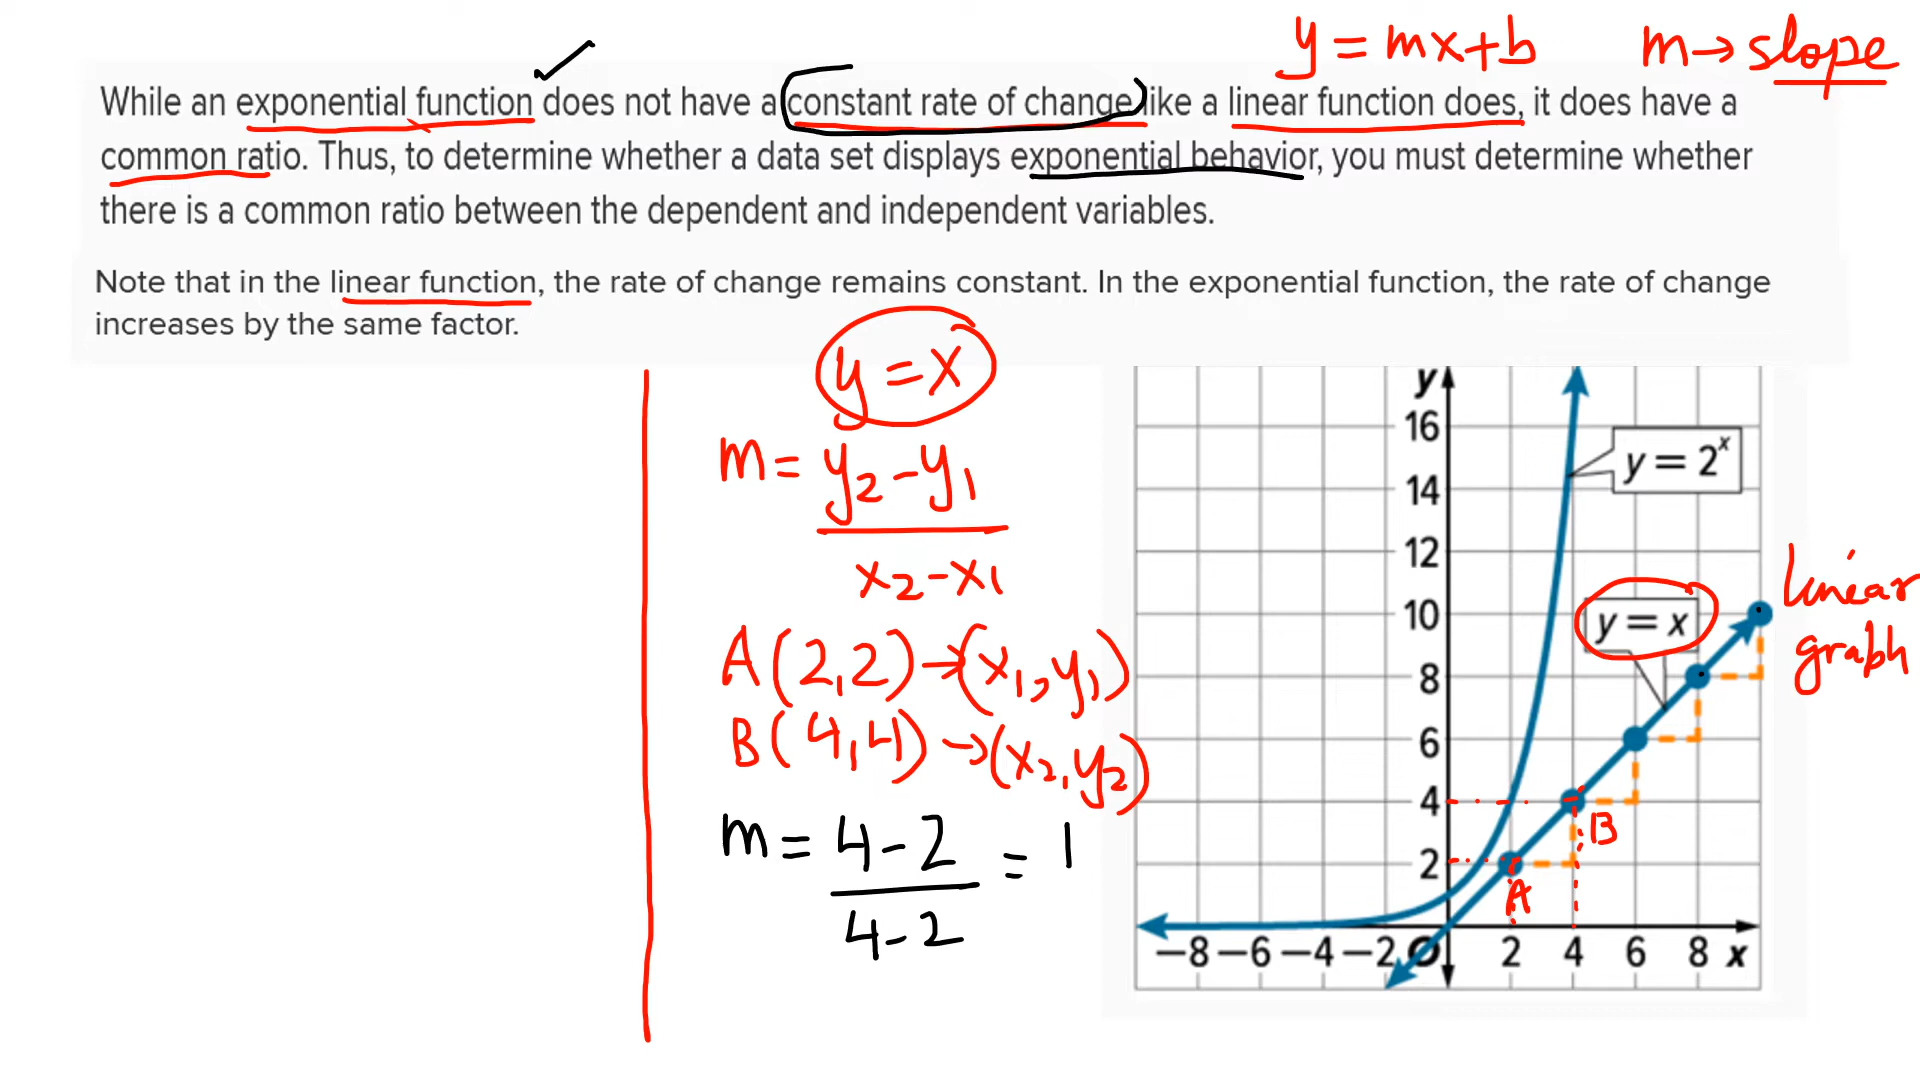 y = mx+b m → slope
While an exponential function does not have a constant rate of change like a linear function does, it does have a
common ratio. Thus, to determine whether a data set displays exponential behavior, you must determine whether
there is a common ratio between the dependent and independent variables.
Note that in the linear function, the rate of change remains constant. In the exponential function, the rate of change
increases by the same factor.
y = x
m = y₂ - y₁
x₂ - x₁
A (2,2) → (x₁, y₁)
B (4,4) → (x₂, y₂)
m = 4 - 2 = 1
4 - 2
y
16
14
12
10
8
6
4
2
y = 2ˣ
y = x
linear
graph
B
A
−8 −6 −4 −2 O 2 4 6 8 x